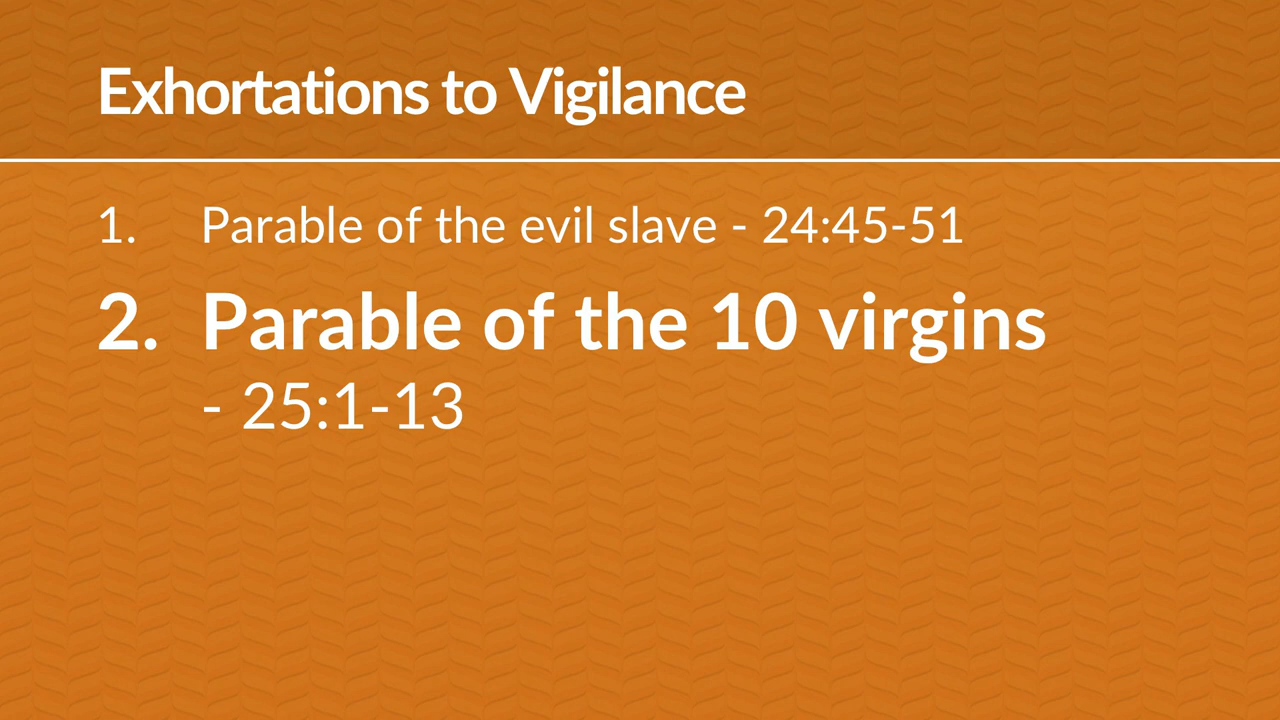 Exhortations to Vigilance
1. Parable of the evil slave - 24:45-51
2. Parable of the 10 virgins
- 25:1-13